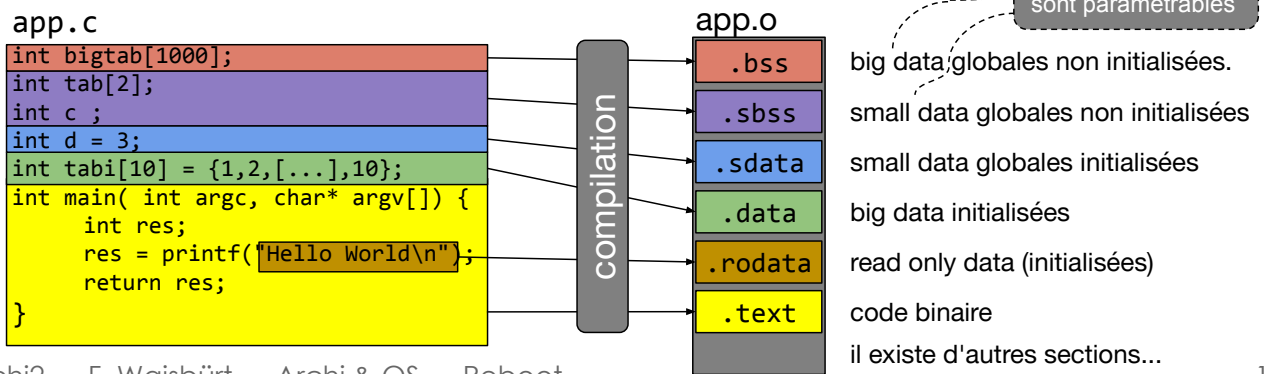 sont paramétrables
app.c
app.o
int bigtab[1000];
int tab[2];
int c ;
int d = 3;
int tabi[10] = {1,2,[...],10};
int main( int argc, char* argv[]) {
int res;
res = printf("Hello World\n");
return res;
}
compilation
.bss
big data globales non initialisées.
.sbss
small data globales non initialisées
.sdata
small data globales initialisées
.data
big data initialisées
.rodata
read only data (initialisées)
.text
code binaire
il existe d'autres sections...